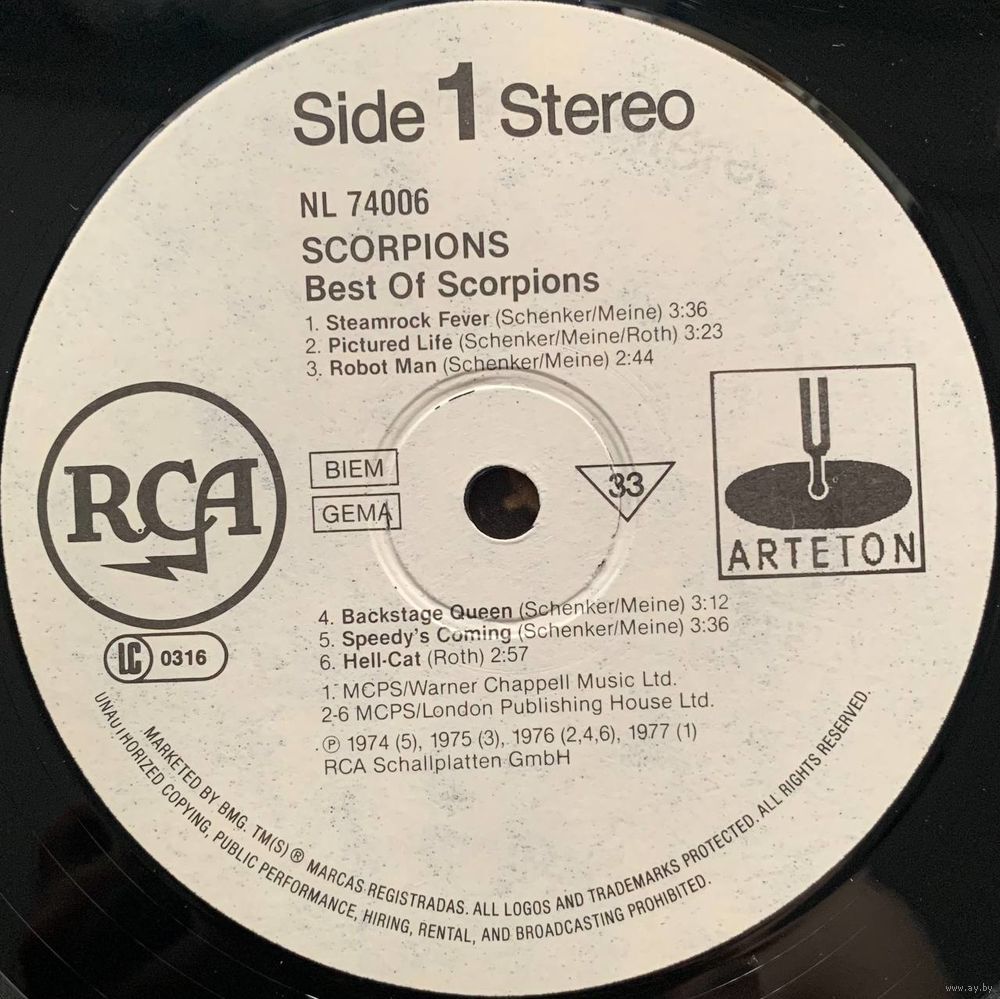 Side 1 Stereo
NL 74006
SCORPIONS
Best Of Scorpions
1. Steamrock Fever (Schenker/Meine) 3:36
2. Pictured Life (Schenker/Meine/Roth) 3:23
3. Robot Man (Schenker/Meine) 2:44
RCA
BIEM
GEMA
33
ARTETON
4. Backstage Queen (Schenker/Meine) 3:12
5. Speedy's Coming (Schenker/Meine) 3:36
6. Hell-Cat (Roth) 2:57
LC 0316
1. MCPS/Warner Chappell Music Ltd.
2-6 MCPS/London Publishing House Ltd.
℗ 1974 (5), 1975 (3), 1976 (2,4,6), 1977 (1)
RCA Schallplatten GmbH
MARKETED BY BMG. TM(S) ® MARCAS REGISTRADAS. ALL LOGOS AND TRADEMARKS PROTECTED. ALL RIGHTS RESERVED.
UNAUTHORIZED COPYING, PUBLIC PERFORMANCE, HIRING, RENTAL, AND BROADCASTING PROHIBITED.
www.ay.by